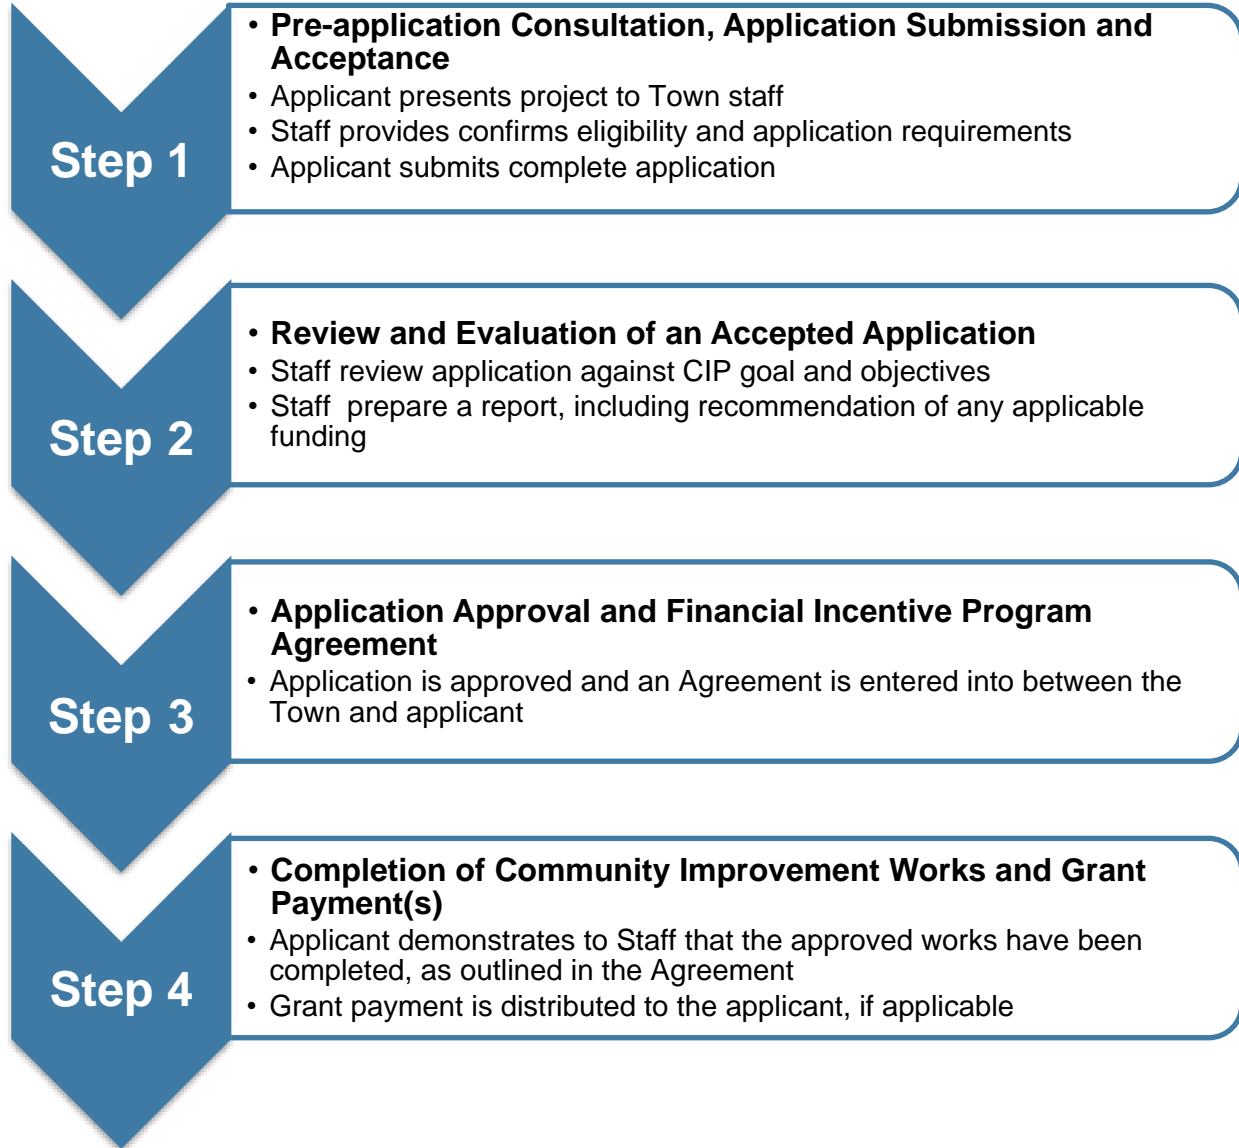 Step 1
• Pre-application Consultation, Application Submission and
Acceptance
• Applicant presents project to Town staff
• Staff provides confirms eligibility and application requirements
• Applicant submits complete application
Step 2
• Review and Evaluation of an Accepted Application
• Staff review application against CIP goal and objectives
• Staff  prepare a report, including recommendation of any applicable
funding
Step 3
• Application Approval and Financial Incentive Program
Agreement
• Application is approved and an Agreement is entered into between the
Town and applicant
Step 4
• Completion of Community Improvement Works and Grant
Payment(s)
• Applicant demonstrates to Staff that the approved works have been
completed, as outlined in the Agreement
• Grant payment is distributed to the applicant, if applicable